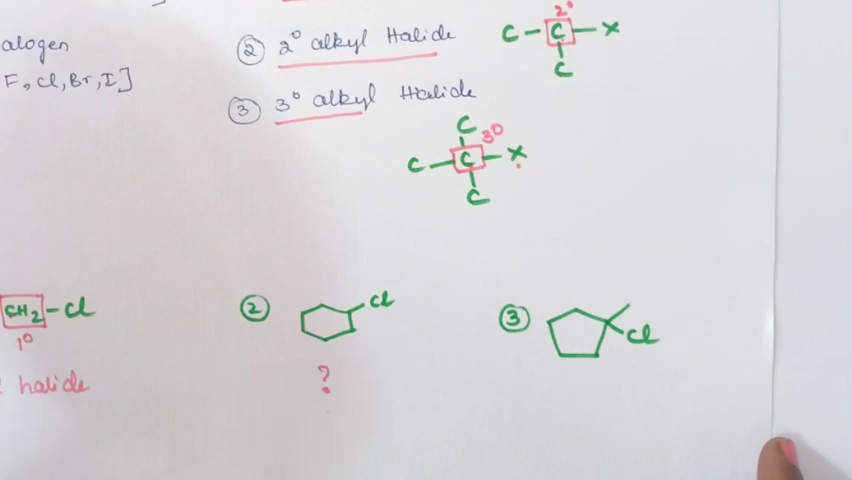 alogen
F, Cl, Br, I]
② 2° alkyl Halide
2°
C - C - X
C
③ 3° alkyl Halide
C
3°
C - C - X
C
CH2 - Cl
1°
halide
② Cl
?
③ Cl